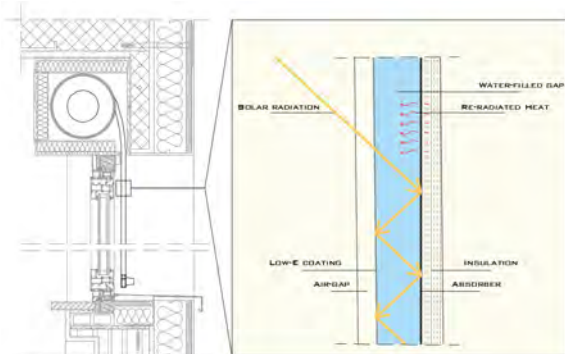 WATER-FILLED GAP
SOLAR RADIATION
RE-RADIATED HEAT
LOW-E COATING
INSULATION
AIR-GAP
ABSORBER